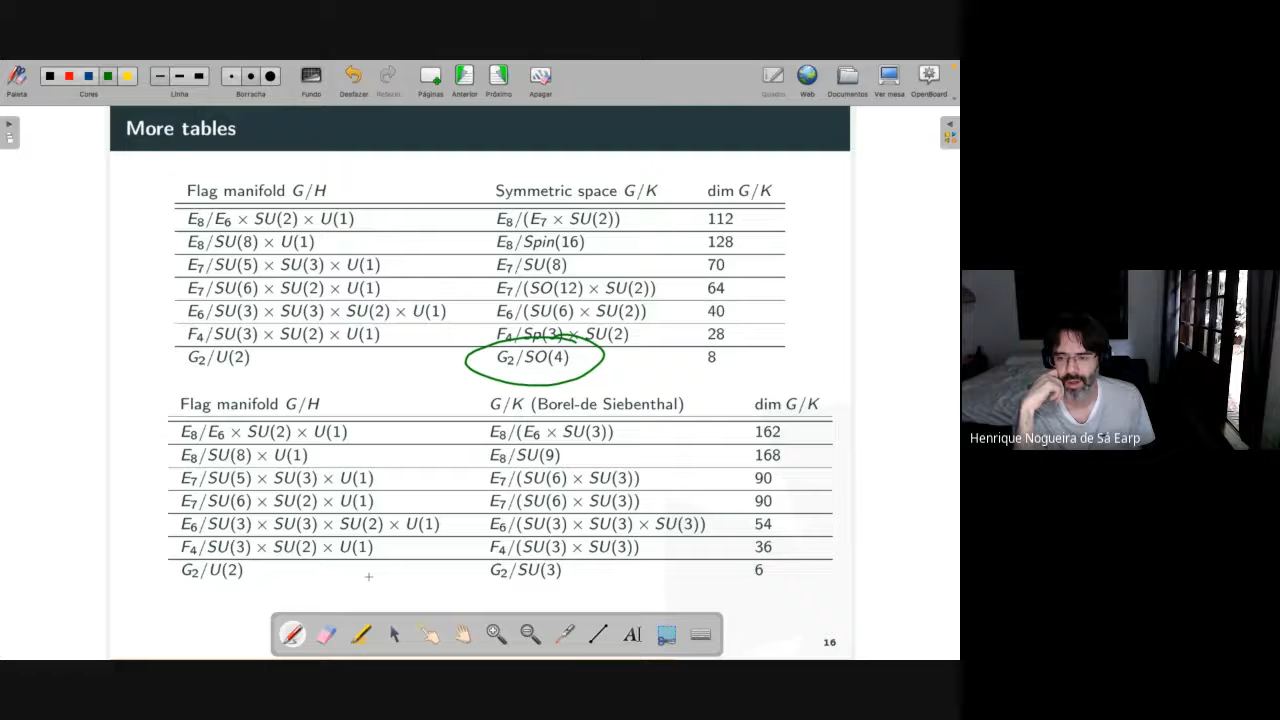 Paleta Cores Linha Borracha Fundo Desfazer Refazer Páginas Anterior Próximo Apagar Quadro Web Documentos Ver mesa OpenBoard
More tables
Flag manifold G/H Symmetric space G/K dim G/K
E₈/E₆ × SU(2) × U(1) E₈/(E₇ × SU(2)) 112
E₈/SU(8) × U(1) E₈/Spin(16) 128
E₇/SU(5) × SU(3) × U(1) E₇/SU(8) 70
E₇/SU(6) × SU(2) × U(1) E₇/(SO(12) × SU(2)) 64
E₆/SU(3) × SU(3) × SU(2) × U(1) E₆/(SU(6) × SU(2)) 40
F₄/SU(3) × SU(2) × U(1) F₄/Sp(3) × SU(2) 28
G₂/U(2) G₂/SO(4) 8
Flag manifold G/H G/K (Borel-de Siebenthal) dim G/K
E₈/E₆ × SU(2) × U(1) E₈/(E₆ × SU(3)) 162
E₈/SU(8) × U(1) E₈/SU(9) 168
E₇/SU(5) × SU(3) × U(1) E₇/(SU(6) × SU(3)) 90
E₇/SU(6) × SU(2) × U(1) E₇/(SU(6) × SU(3)) 90
E₆/SU(3) × SU(3) × SU(2) × U(1) E₆/(SU(3) × SU(3) × SU(3)) 54
F₄/SU(3) × SU(2) × U(1) F₄/(SU(3) × SU(3)) 36
G₂/U(2) G₂/SU(3) 6
AI
16
Henrique Nogueira de Sá Earp